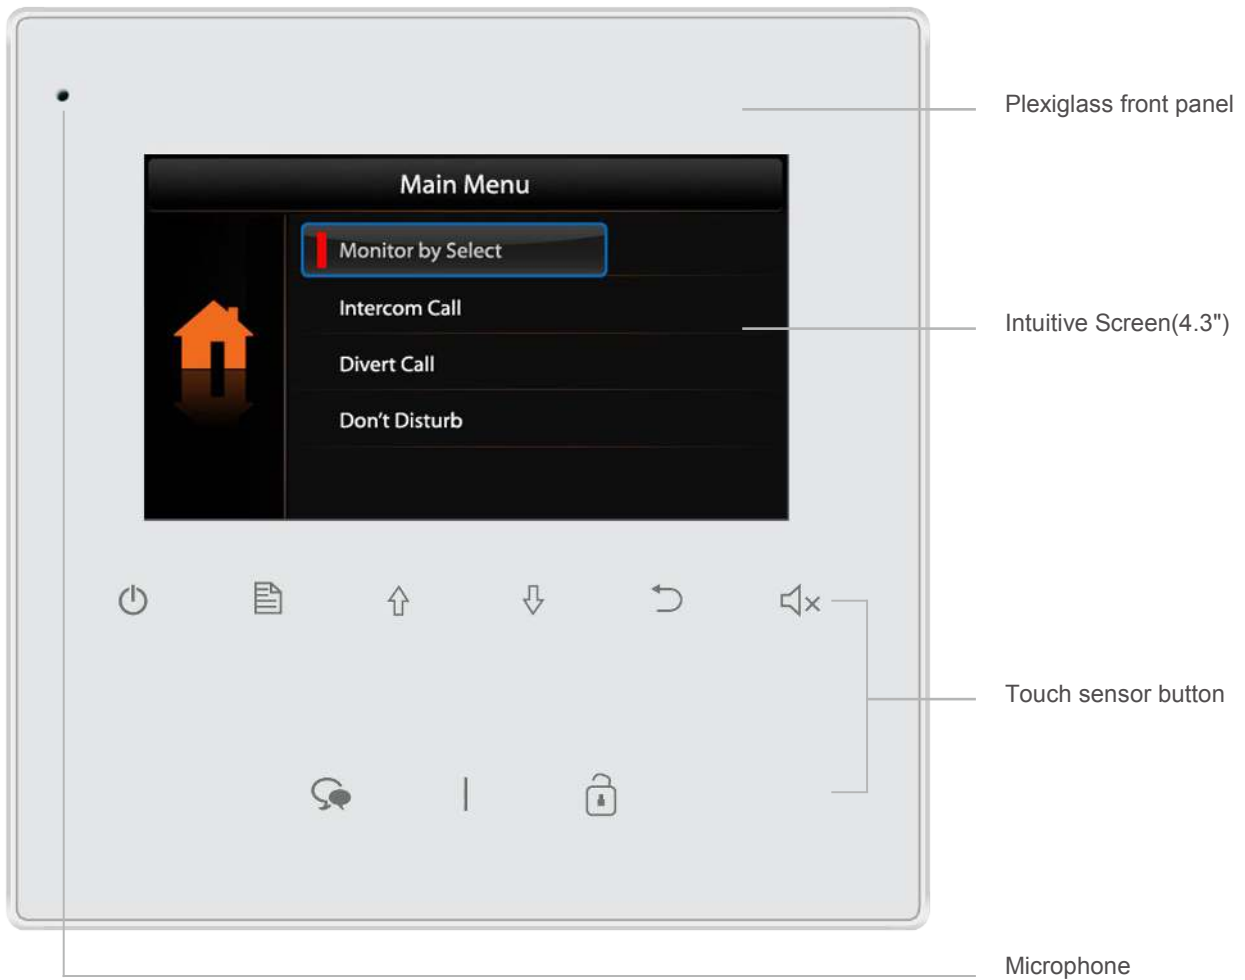 Plexiglass front panel
Main Menu
Monitor by Select
Intercom Call
Intuitive Screen(4.3")
Divert Call
Don't Disturb
Touch sensor button
Microphone